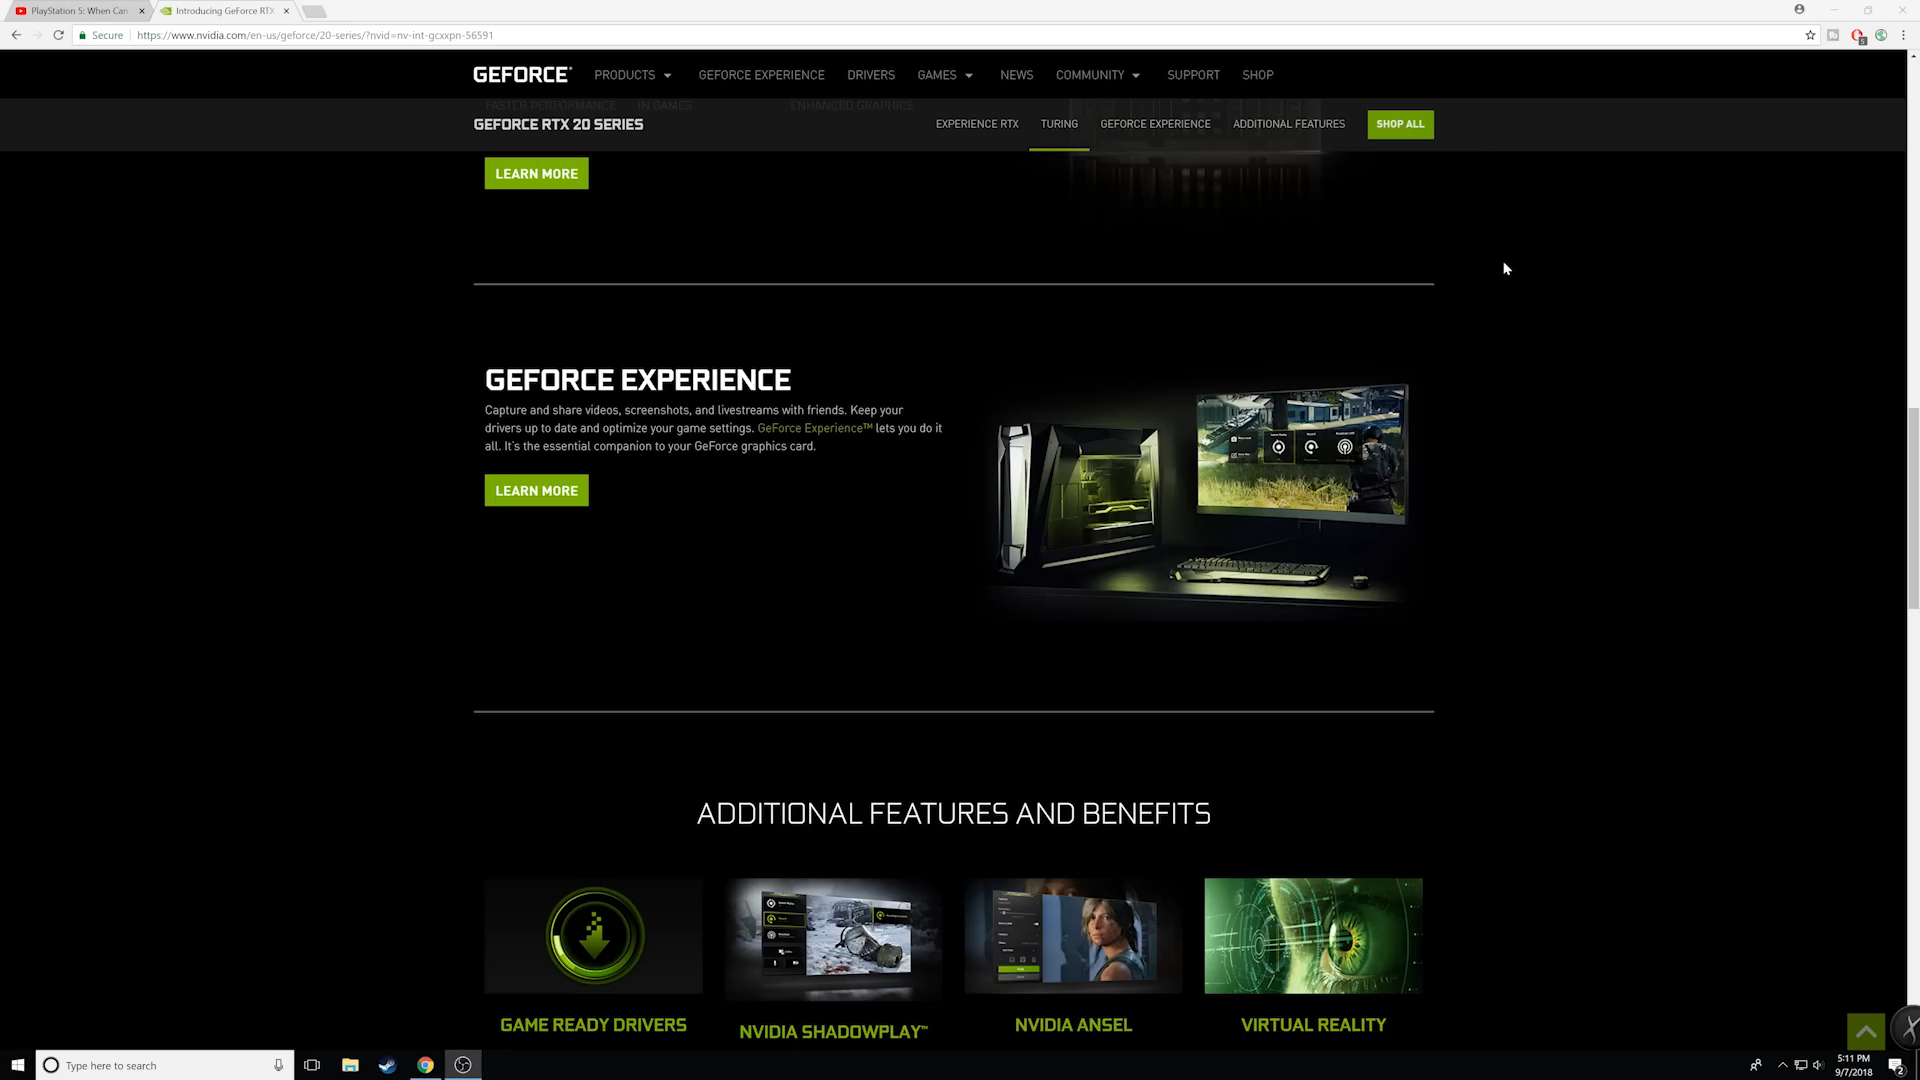 PlayStation 5: When Can
Introducing GeForce RTX
Secure
https://www.nvidia.com/en-us/geforce/20-series/?nvid=nv-int-gcxxpn-56591
GEFORCE
PRODUCTS
GEFORCE EXPERIENCE
DRIVERS
GAMES
NEWS
COMMUNITY
SUPPORT
SHOP
FASTER PERFORMANCE
IN GAMES
ENHANCED GRAPHICS
GEFORCE RTX 20 SERIES
EXPERIENCE RTX
TURING
GEFORCE EXPERIENCE
ADDITIONAL FEATURES
SHOP ALL
LEARN MORE
GEFORCE EXPERIENCE
Capture and share videos, screenshots, and livestreams with friends. Keep your
drivers up to date and optimize your game settings. GeForce Experience™ lets you do it
all. It's the essential companion to your GeForce graphics card.
LEARN MORE
ADDITIONAL FEATURES AND BENEFITS
GAME READY DRIVERS
NVIDIA SHADOWPLAY™
NVIDIA ANSEL
VIRTUAL REALITY
Type here to search
5:11 PM
9/7/2018
2